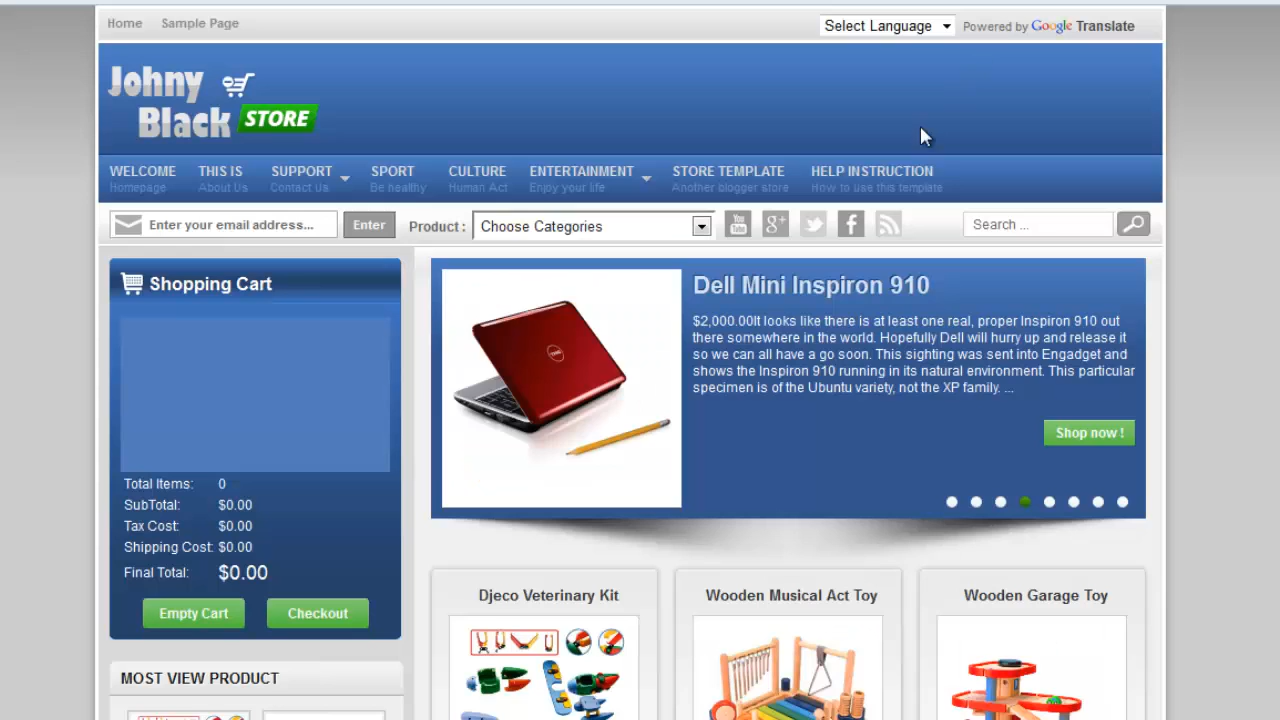 Home Sample Page
Select Language Powered by Google Translate
Johny
Black STORE
WELCOME THIS IS SUPPORT SPORT CULTURE ENTERTAINMENT STORE TEMPLATE HELP INSTRUCTION
Homepage About Us Contact Us Be healthy Human Act Enjoy your life Another blogger store How to use this template
Enter your email address... Enter Product : Choose Categories You Tube g+ f Search ...
Shopping Cart
Total Items: 0
SubTotal: $0.00
Tax Cost: $0.00
Shipping Cost: $0.00
Final Total: $0.00
Empty Cart Checkout
MOST VIEW PRODUCT
Dell Mini Inspiron 910
$2,000.00It looks like there is at least one real, proper Inspiron 910 out
there somewhere in the world. Hopefully Dell will hurry up and release it
so we can all have a go soon. This sighting was sent into Engadget and
shows the Inspiron 910 running in its natural environment. This particular
specimen is of the Ubuntu variety, not the XP family. ...
Shop now !
Djeco Veterinary Kit Wooden Musical Act Toy Wooden Garage Toy